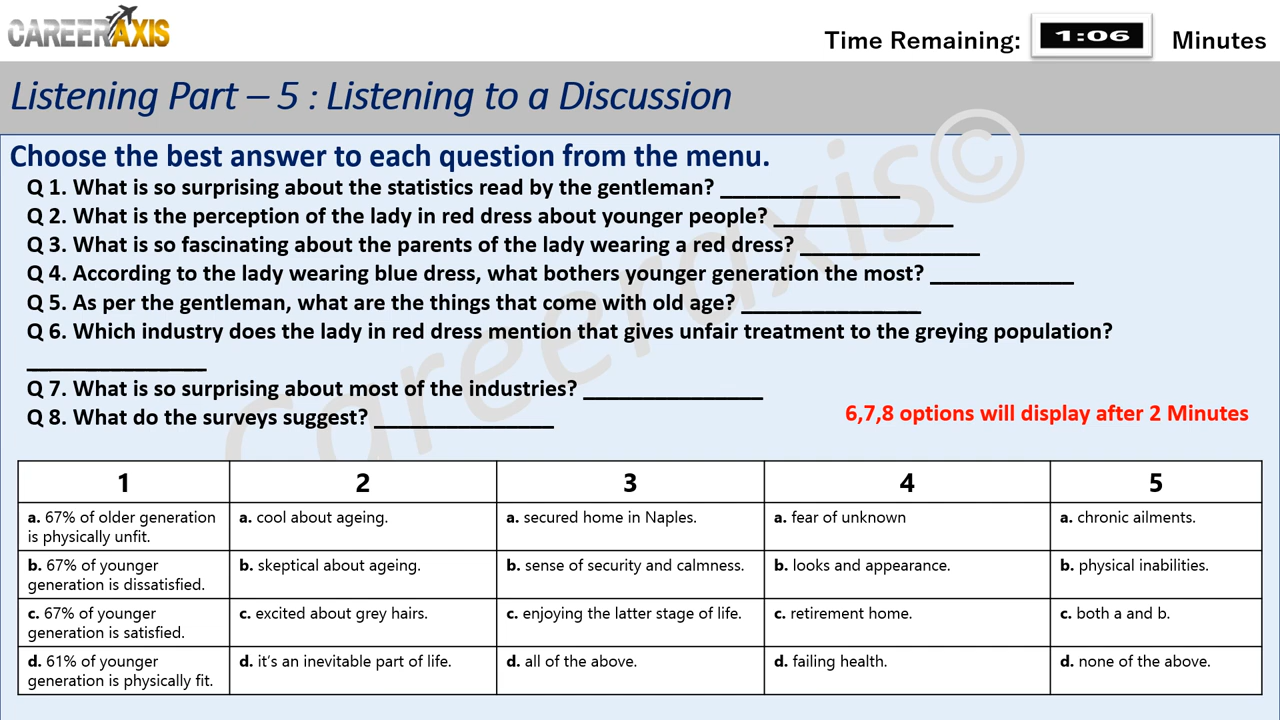 CAREERAXIS
Time Remaining: 1:06 Minutes
Listening Part – 5 : Listening to a Discussion
Choose the best answer to each question from the menu.
Q 1. What is so surprising about the statistics read by the gentleman? _______________
Q 2. What is the perception of the lady in red dress about younger people? _______________
Q 3. What is so fascinating about the parents of the lady wearing a red dress? _______________
Q 4. According to the lady wearing blue dress, what bothers younger generation the most? ____________
Q 5. As per the gentleman, what are the things that come with old age? _______________
Q 6. Which industry does the lady in red dress mention that gives unfair treatment to the greying population?
_______________
Q 7. What is so surprising about most of the industries? _______________
Q 8. What do the surveys suggest? _______________
6,7,8 options will display after 2 Minutes
Careeraxis©
1 2 3 4 5
a. 67% of older generation
is physically unfit.
a. cool about ageing.
a. secured home in Naples.
a. fear of unknown
a. chronic ailments.
b. 67% of younger
generation is dissatisfied.
b. skeptical about ageing.
b. sense of security and calmness.
b. looks and appearance.
b. physical inabilities.
c. 67% of younger
generation is satisfied.
c. excited about grey hairs.
c. enjoying the latter stage of life.
c. retirement home.
c. both a and b.
d. 61% of younger
generation is physically fit.
d. it's an inevitable part of life.
d. all of the above.
d. failing health.
d. none of the above.